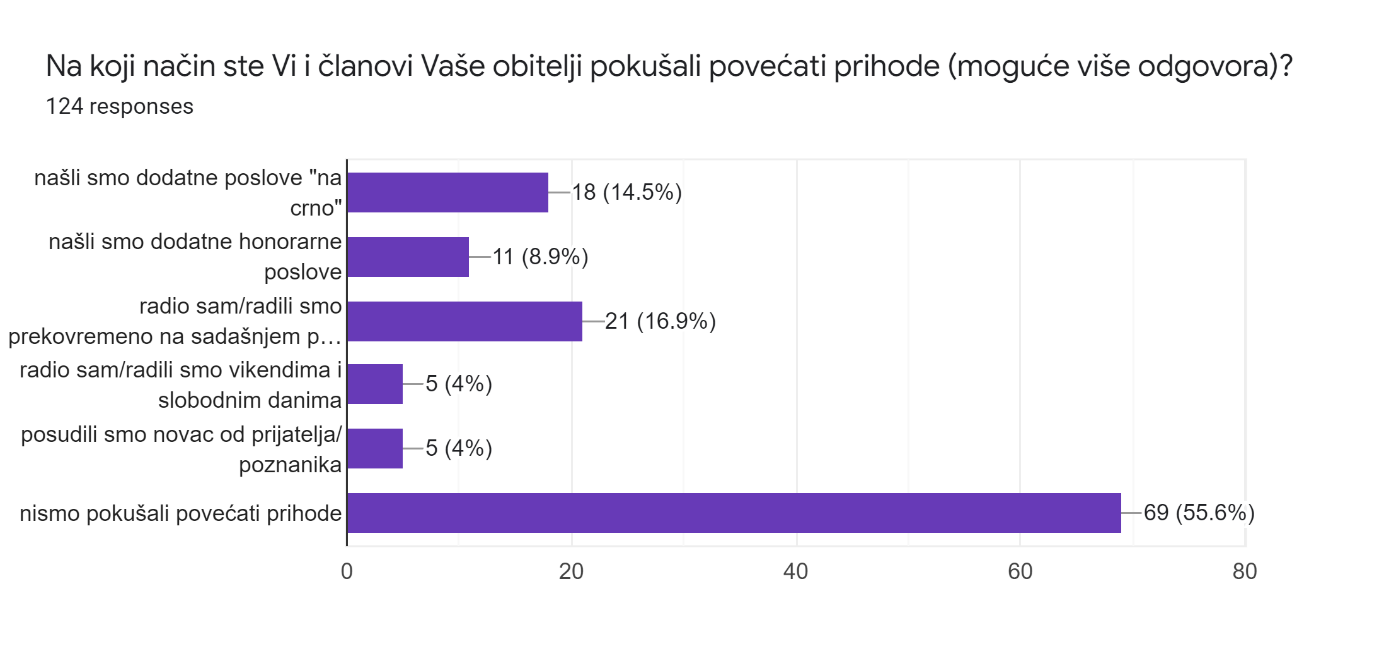 Na koji način ste Vi i članovi Vaše obitelji pokušali povećati prihode (moguće više odgovora)?
124 responses
našli smo dodatne poslove "na
crno"
18 (14.5%)
našli smo dodatne honorarne
poslove
11 (8.9%)
radio sam/radili smo
prekovremeno na sadašnjem p…
21 (16.9%)
radio sam/radili smo vikendima i
slobodnim danima
5 (4%)
posudili smo novac od prijatelja/
poznanika
5 (4%)
nismo pokušali povećati prihode
69 (55.6%)
0 20 40 60 80